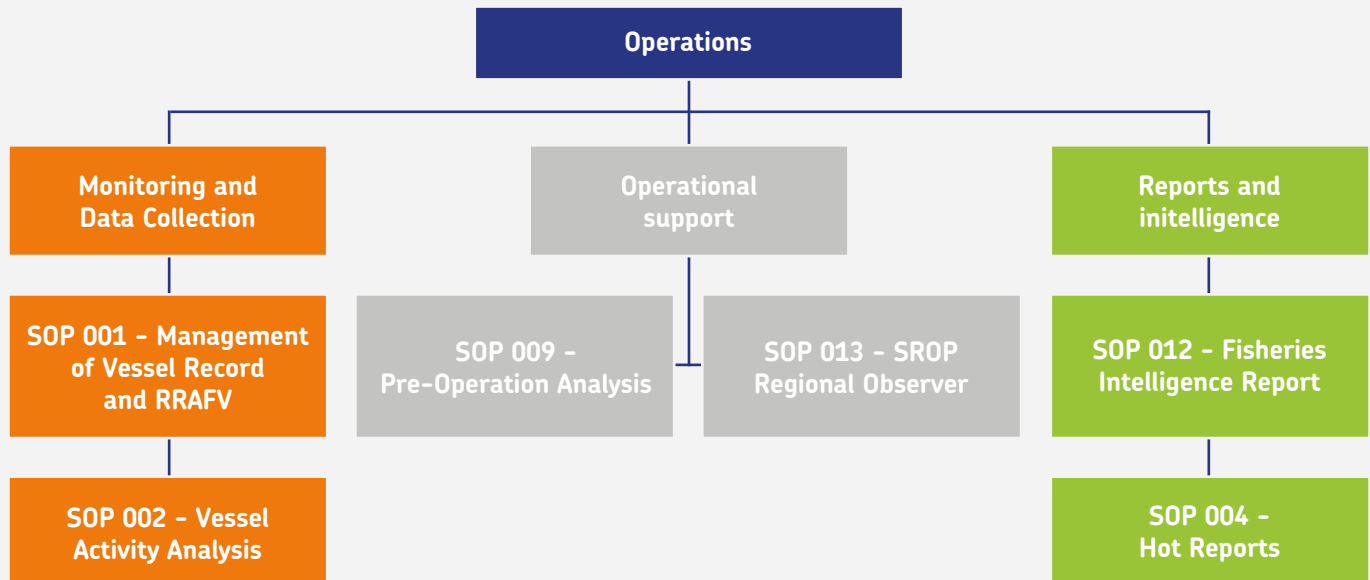 Operations
Monitoring and
Data Collection
Operational
support
Reports and
initelligence
SOP 001 - Management
of Vessel Record
and RRAFV
SOP 009 -
Pre-Operation Analysis
SOP 013 - SROP
Regional Observer
SOP 012 - Fisheries
Intelligence Report
SOP 002 - Vessel
Activity Analysis
SOP 004 -
Hot Reports